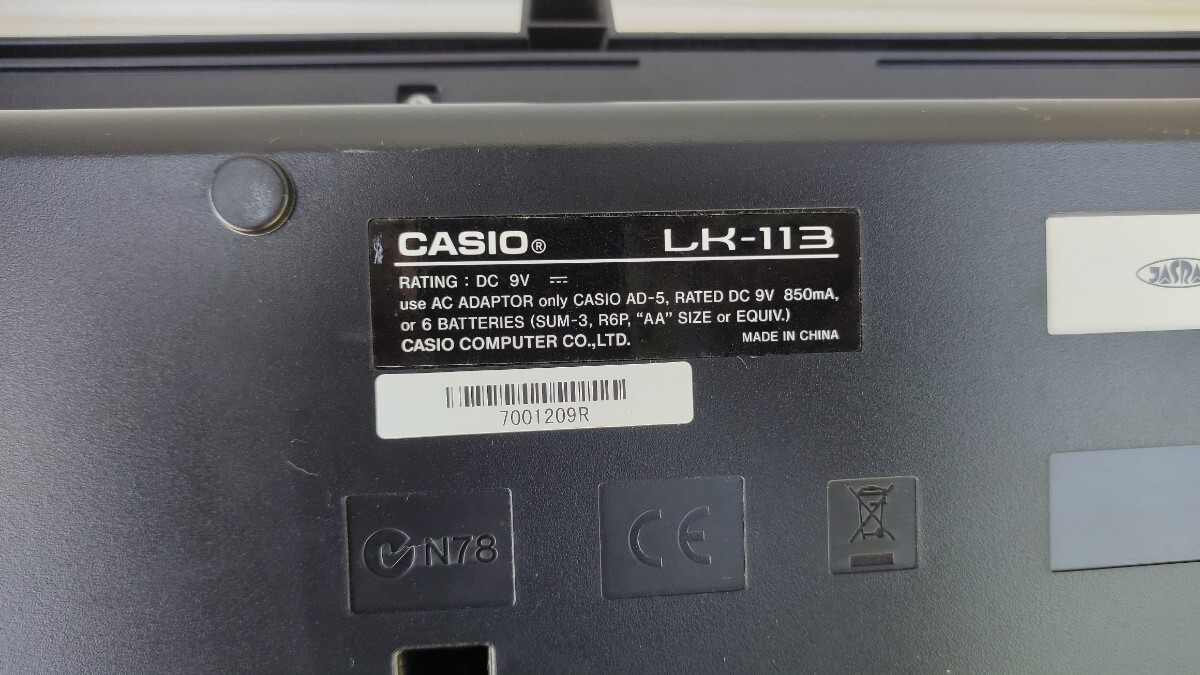 CASIO® LK-113
RATING : DC 9V ⎓
use AC ADAPTOR only CASIO AD-5, RATED DC 9V 850mA,
or 6 BATTERIES (SUM-3, R6P, "AA" SIZE or EQUIV.)
CASIO COMPUTER CO.,LTD. MADE IN CHINA
7001209R
N78
CE